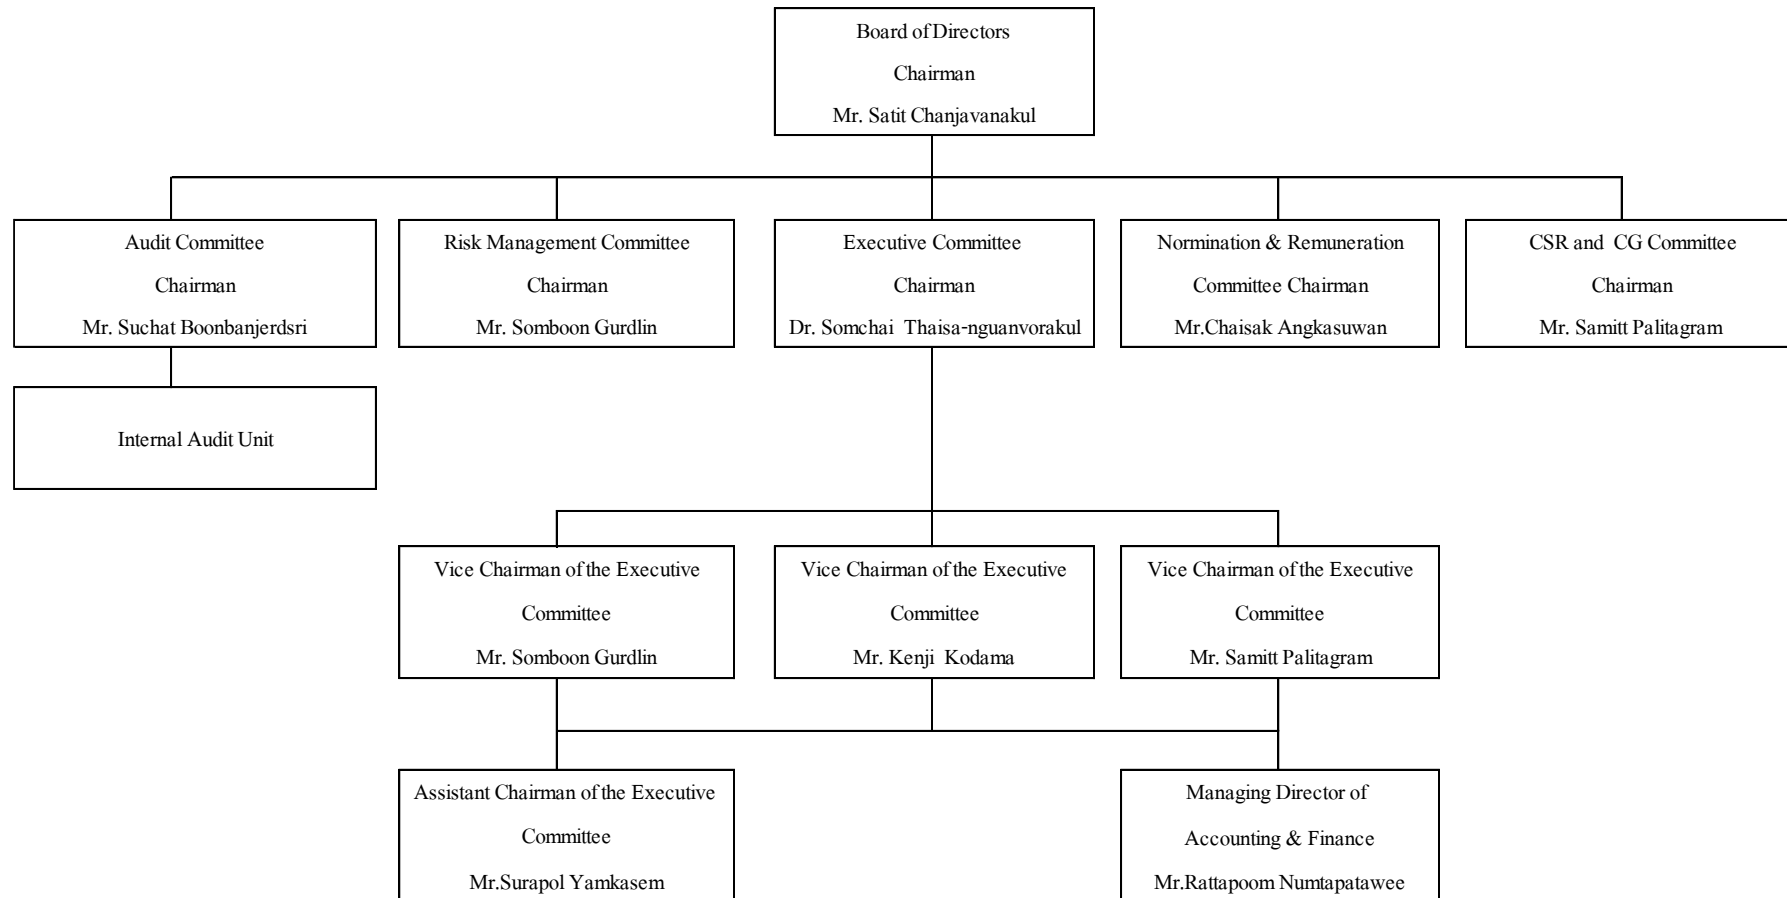 Board of Directors
Chairman
Mr. Satit Chanjavanakul
Audit Committee
Chairman
Mr. Suchat Boonbanjerdsri
Risk Management Committee
Chairman
Mr. Somboon Gurdlin
Executive Committee
Chairman
Dr. Somchai Thaisa-nguanvorakul
Normination & Remuneration
Committee Chairman
Mr.Chaisak Angkasuwan
CSR and CG Committee
Chairman
Mr. Samitt Palitagram
Internal Audit Unit
Vice Chairman of the Executive
Committee
Mr. Somboon Gurdlin
Vice Chairman of the Executive
Committee
Mr. Kenji Kodama
Vice Chairman of the Executive
Committee
Mr. Samitt Palitagram
Assistant Chairman of the Executive
Committee
Mr.Surapol Yamkasem
Managing Director of
Accounting & Finance
Mr.Rattapoom Numtapatawee